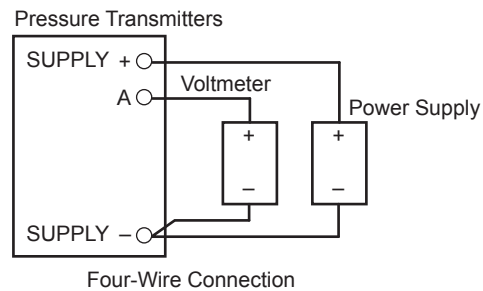 Pressure Transmitters
SUPPLY +
A
Voltmeter
Power Supply
+ +
– –
SUPPLY –
Four-Wire Connection